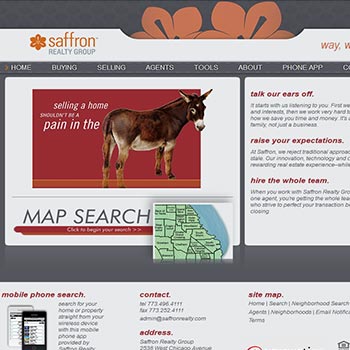 saffron™
REALTY GROUP
way, w
HOME BUYING SELLING AGENTS TOOLS ABOUT PHONE APP CO
selling a home
SHOULDN'T BE A
pain in the
MAP SEARCH
Click to begin your search >>
talk our ears off.
It starts with us listening to you. First we
and interests, then we work very hard to
how we save you time and money. It's a
family, not just a business.
raise your expectations.
At Saffron, we reject traditional approac
stale. Our innovation, technology and c
rewarding real estate experience–while
hire the whole team.
When you work with Saffron Realty Gro
one agent, you're getting the whole team
who strive to perfect your transaction be
closing.
mobile phone search.
search for your
home or property
straight from your
wireless device
with this mobile
phone app
provided by
Saffron Realty
contact.
tel 773.496.4111
fax 773.252.4111
admin@saffronrealty.com
address.
Saffron Realty Group
2536 West Chicago Avenue
site map.
Home | Search | Neighborhood Search
Agents | Neighborhoods | Email Notificat
Terms